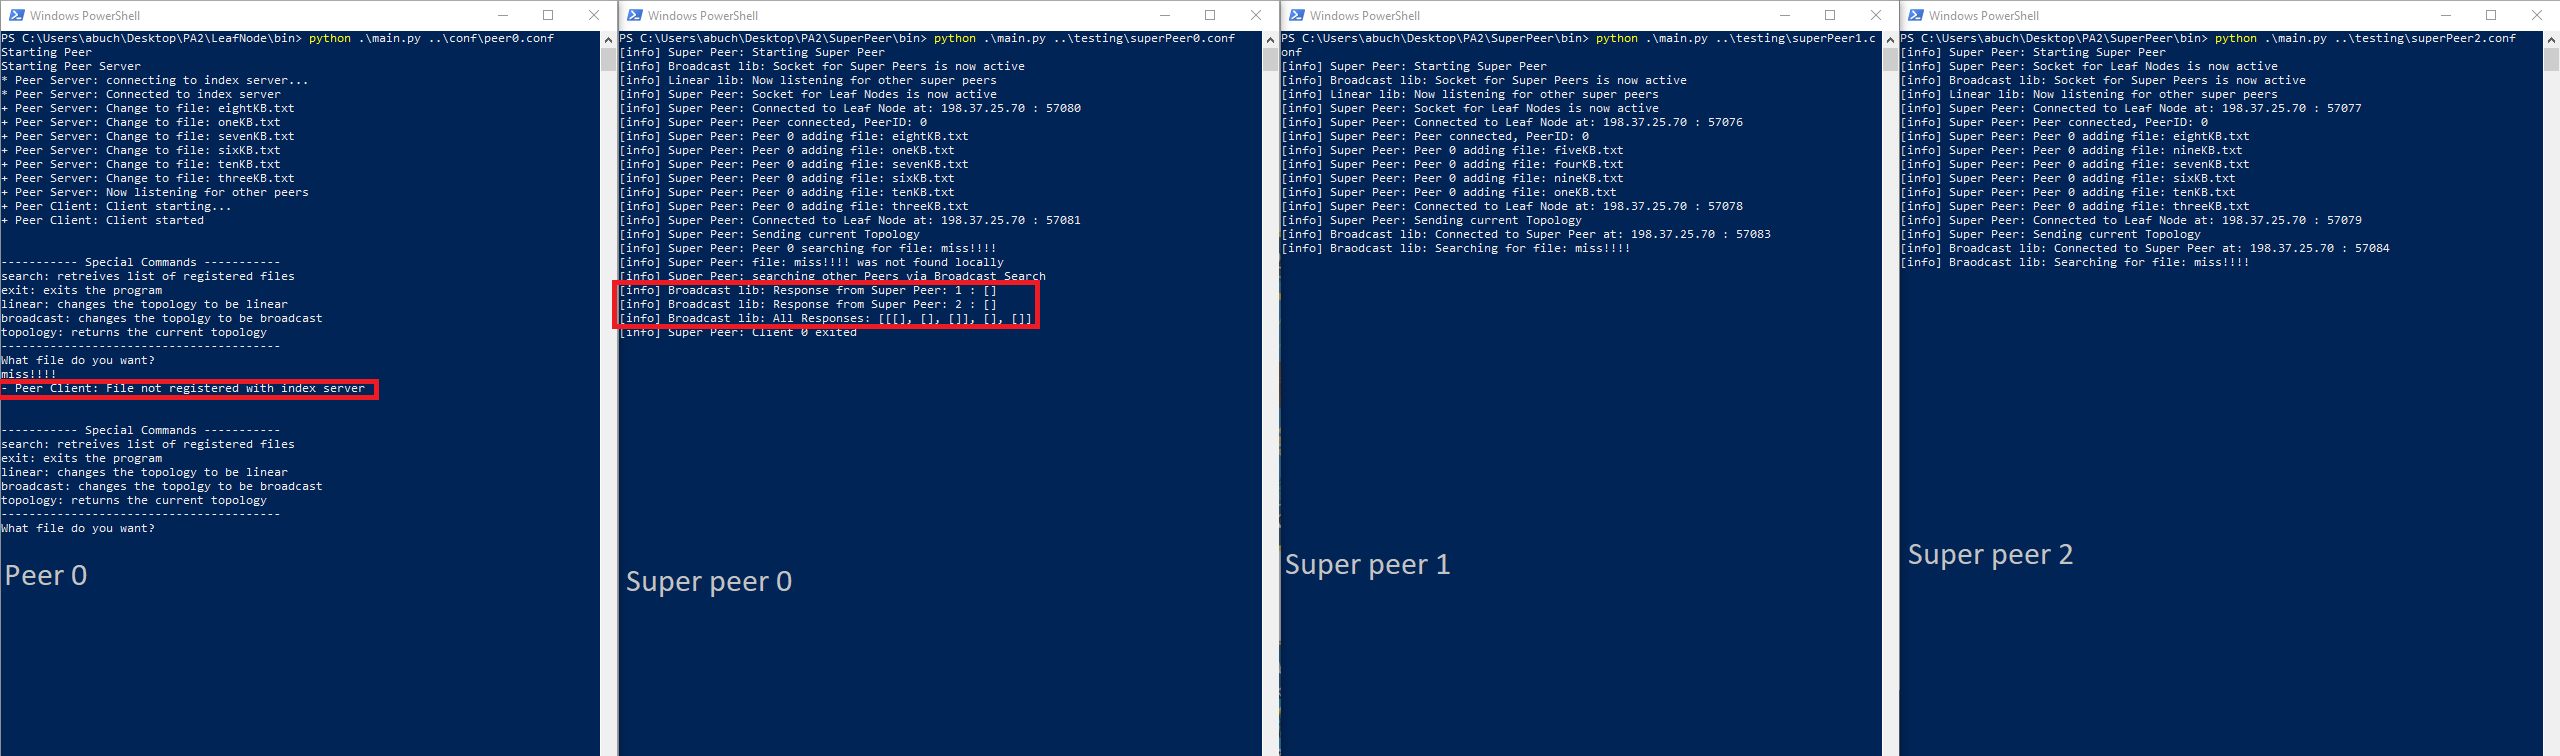 Windows PowerShell
PS C:\Users\abuch\Desktop\PA2\LeafNode\bin> python .\main.py ..\conf\peer0.conf
Starting Peer
Starting Peer Server
* Peer Server: connecting to index server...
* Peer Server: Connected to index server
+ Peer Server: Change to file: eightKB.txt
+ Peer Server: Change to file: oneKB.txt
+ Peer Server: Change to file: sevenKB.txt
+ Peer Server: Change to file: sixKB.txt
+ Peer Server: Change to file: tenKB.txt
+ Peer Server: Change to file: threeKB.txt
+ Peer Server: Now listening for other peers
+ Peer Client: Client starting...
+ Peer Client: Client started
----------- Special Commands -----------
search: retreives list of registered files
exit: exits the program
linear: changes the topology to be linear
broadcast: changes the topolgy to be broadcast
topology: returns the current topology
----------------------------------------
What file do you want?
miss!!!!
- Peer Client: File not registered with index server
----------- Special Commands -----------
search: retreives list of registered files
exit: exits the program
linear: changes the topology to be linear
broadcast: changes the topolgy to be broadcast
topology: returns the current topology
----------------------------------------
What file do you want?
Peer 0
Windows PowerShell
PS C:\Users\abuch\Desktop\PA2\SuperPeer\bin> python .\main.py ..\testing\superPeer0.conf
[info] Super Peer: Starting Super Peer
[info] Broadcast lib: Socket for Super Peers is now active
[info] Linear lib: Now listening for other super peers
[info] Super Peer: Socket for Leaf Nodes is now active
[info] Super Peer: Connected to Leaf Node at: 198.37.25.70 : 57080
[info] Super Peer: Peer connected, PeerID: 0
[info] Super Peer: Peer 0 adding file: eightKB.txt
[info] Super Peer: Peer 0 adding file: oneKB.txt
[info] Super Peer: Peer 0 adding file: sevenKB.txt
[info] Super Peer: Peer 0 adding file: sixKB.txt
[info] Super Peer: Peer 0 adding file: tenKB.txt
[info] Super Peer: Peer 0 adding file: threeKB.txt
[info] Super Peer: Connected to Leaf Node at: 198.37.25.70 : 57081
[info] Super Peer: Sending current Topology
[info] Super Peer: Peer 0 searching for file: miss!!!!
[info] Super Peer: file: miss!!!! was not found locally
[info] Super Peer: searching other Peers via Broadcast Search
[info] Broadcast lib: Response from Super Peer: 1 : []
[info] Broadcast lib: Response from Super Peer: 2 : []
[info] Broadcast lib: All Responses: [[[], [], []], [], []]
[info] Super Peer: Client 0 exited
Super peer 0
Windows PowerShell
PS C:\Users\abuch\Desktop\PA2\SuperPeer\bin> python .\main.py ..\testing\superPeer1.c
onf
[info] Super Peer: Starting Super Peer
[info] Broadcast lib: Socket for Super Peers is now active
[info] Linear lib: Now listening for other super peers
[info] Super Peer: Socket for Leaf Nodes is now active
[info] Super Peer: Connected to Leaf Node at: 198.37.25.70 : 57076
[info] Super Peer: Peer connected, PeerID: 0
[info] Super Peer: Peer 0 adding file: fiveKB.txt
[info] Super Peer: Peer 0 adding file: fourKB.txt
[info] Super Peer: Peer 0 adding file: nineKB.txt
[info] Super Peer: Peer 0 adding file: oneKB.txt
[info] Super Peer: Connected to Leaf Node at: 198.37.25.70 : 57078
[info] Super Peer: Sending current Topology
[info] Broadcast lib: Connected to Super Peer at: 198.37.25.70 : 57083
[info] Braodcast lib: Searching for file: miss!!!!
Super peer 1
Windows PowerShell
PS C:\Users\abuch\Desktop\PA2\SuperPeer\bin> python .\main.py ..\testing\superPeer2.conf
[info] Super Peer: Starting Super Peer
[info] Super Peer: Socket for Leaf Nodes is now active
[info] Broadcast lib: Socket for Super Peers is now active
[info] Linear lib: Now listening for other super peers
[info] Super Peer: Connected to Leaf Node at: 198.37.25.70 : 57077
[info] Super Peer: Peer connected, PeerID: 0
[info] Super Peer: Peer 0 adding file: eightKB.txt
[info] Super Peer: Peer 0 adding file: nineKB.txt
[info] Super Peer: Peer 0 adding file: sevenKB.txt
[info] Super Peer: Peer 0 adding file: sixKB.txt
[info] Super Peer: Peer 0 adding file: tenKB.txt
[info] Super Peer: Peer 0 adding file: threeKB.txt
[info] Super Peer: Connected to Leaf Node at: 198.37.25.70 : 57079
[info] Super Peer: Sending current Topology
[info] Broadcast lib: Connected to Super Peer at: 198.37.25.70 : 57084
[info] Braodcast lib: Searching for file: miss!!!!
Super peer 2